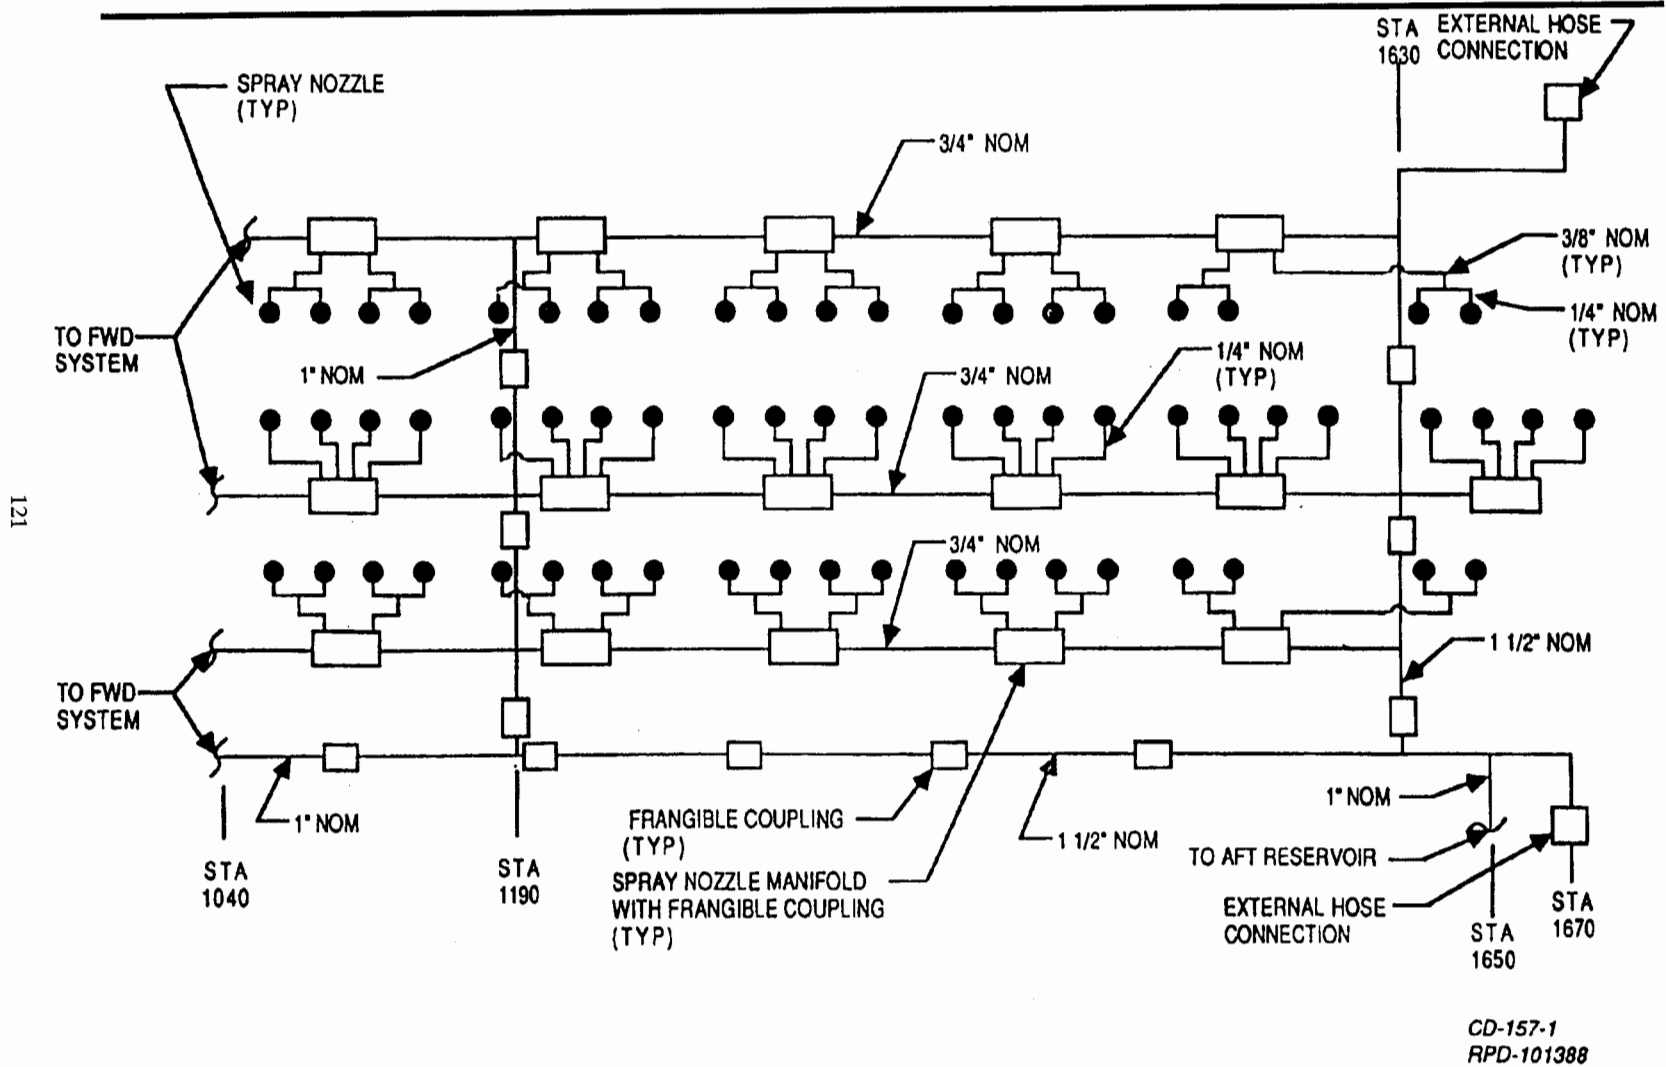 STA
1630
EXTERNAL HOSE
CONNECTION
SPRAY NOZZLE
(TYP)
3/4" NOM
3/8" NOM
(TYP)
1/4" NOM
(TYP)
TO FWD
SYSTEM
1" NOM
3/4" NOM
1/4" NOM
(TYP)
121
3/4" NOM
1 1/2" NOM
TO FWD
SYSTEM
1" NOM
STA
1040
STA
1190
FRANGIBLE COUPLING
(TYP)
SPRAY NOZZLE MANIFOLD
WITH FRANGIBLE COUPLING
(TYP)
1 1/2" NOM
1" NOM
TO AFT RESERVOIR
EXTERNAL HOSE
CONNECTION
STA
1650
STA
1670
CD-157-1
RPD-101388